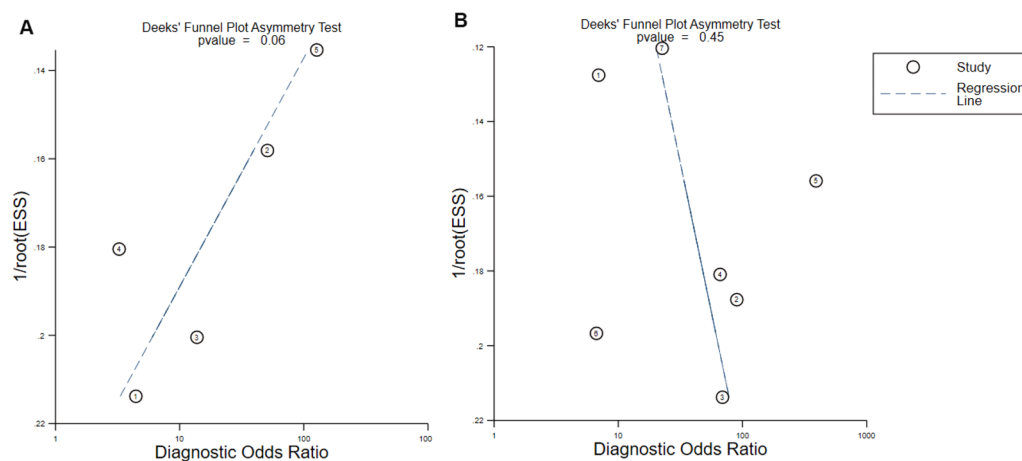 A
Deeks' Funnel Plot Asymmetry Test
pvalue = 0.06
1/root(ESS)
.14
.16
.18
.2
.22
5
2
4
3
1
1
10
100
100
Diagnostic Odds Ratio
B
Deeks' Funnel Plot Asymmetry Test
pvalue = 0.45
1/root(ESS)
.12
.14
.16
.18
.2
.22
7
1
5
4
2
6
3
1
10
100
1000
Diagnostic Odds Ratio
Study
Regression
Line